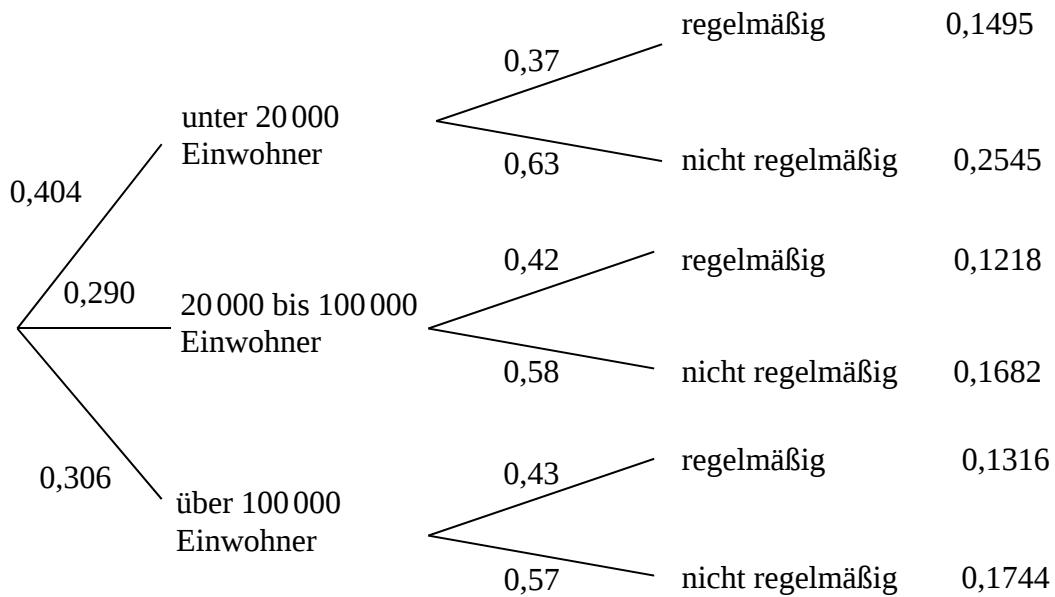 regelmäßig 0,1495
0,37
unter 20 000
Einwohner
0,63
nicht regelmäßig 0,2545
0,404
0,42
regelmäßig 0,1218
0,290
20 000 bis 100 000
Einwohner
0,58
nicht regelmäßig 0,1682
0,306
0,43
regelmäßig 0,1316
über 100 000
Einwohner
0,57
nicht regelmäßig 0,1744